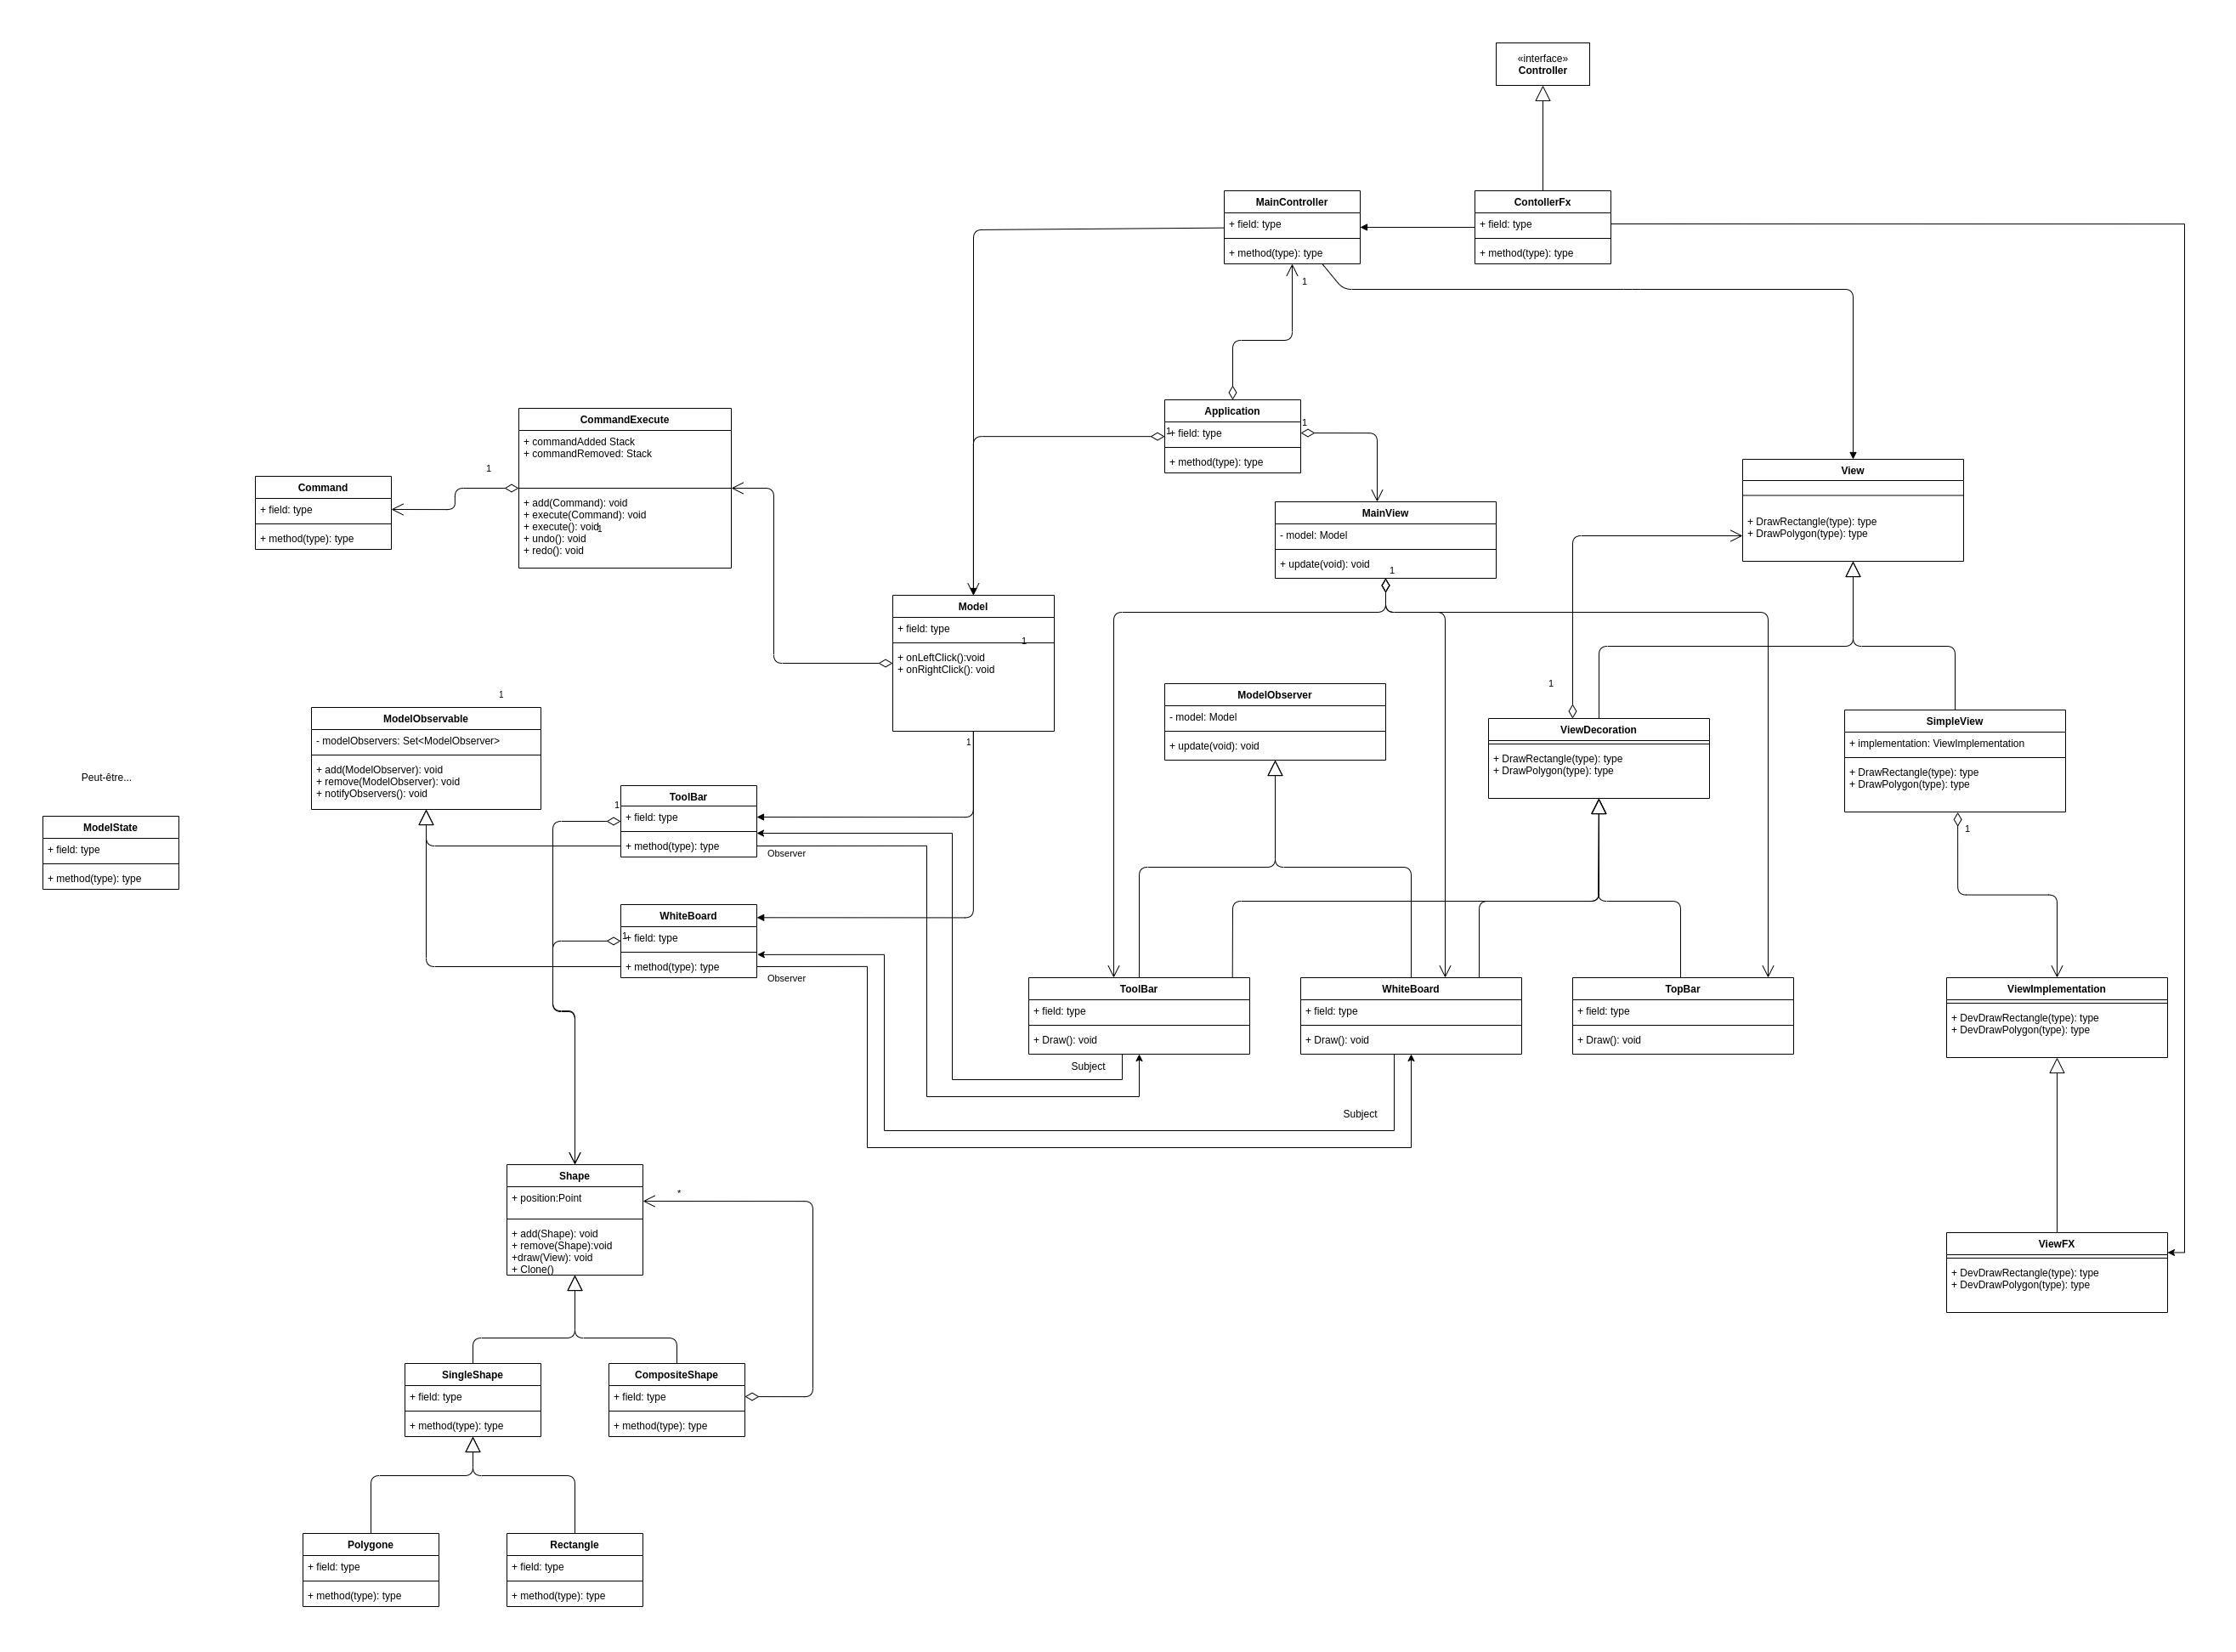 «interface»
Controller
MainController
+ field: type
+ method(type): type
ContollerFx
+ field: type
+ method(type): type
1
Application
+ field: type
+ method(type): type
1
1
CommandExecute
+ commandAdded Stack
+ commandRemoved: Stack
+ add(Command): void
+ execute(Command): void
+ execute(): void
+ undo(): void
+ redo(): void
1
1
Command
+ field: type
+ method(type): type
View
+ DrawRectangle(type): type
+ DrawPolygon(type): type
MainView
- model: Model
+ update(void): void
1
Model
+ field: type
+ onLeftClick():void
+ onRightClick(): void
1
1
ModelObserver
- model: Model
+ update(void): void
1
ViewDecoration
+ DrawRectangle(type): type
+ DrawPolygon(type): type
SimpleView
+ implementation: ViewImplementation
+ DrawRectangle(type): type
+ DrawPolygon(type): type
1
1
ModelObservable
- modelObservers: Set<ModelObserver>
+ add(ModelObserver): void
+ remove(ModelObserver): void
+ notifyObservers(): void
Peut-être...
ModelState
+ field: type
+ method(type): type
ToolBar
+ field: type
+ method(type): type
1
Observer
WhiteBoard
+ field: type
+ method(type): type
1
Observer
ToolBar
+ field: type
+ Draw(): void
Subject
WhiteBoard
+ field: type
+ Draw(): void
Subject
TopBar
+ field: type
+ Draw(): void
ViewImplementation
+ DevDrawRectangle(type): type
+ DevDrawPolygon(type): type
Shape
+ position:Point
+ add(Shape): void
+ remove(Shape):void
+draw(View): void
+ Clone()
*
ViewFX
+ DevDrawRectangle(type): type
+ DevDrawPolygon(type): type
SingleShape
+ field: type
+ method(type): type
CompositeShape
+ field: type
+ method(type): type
Polygone
+ field: type
+ method(type): type
Rectangle
+ field: type
+ method(type): type